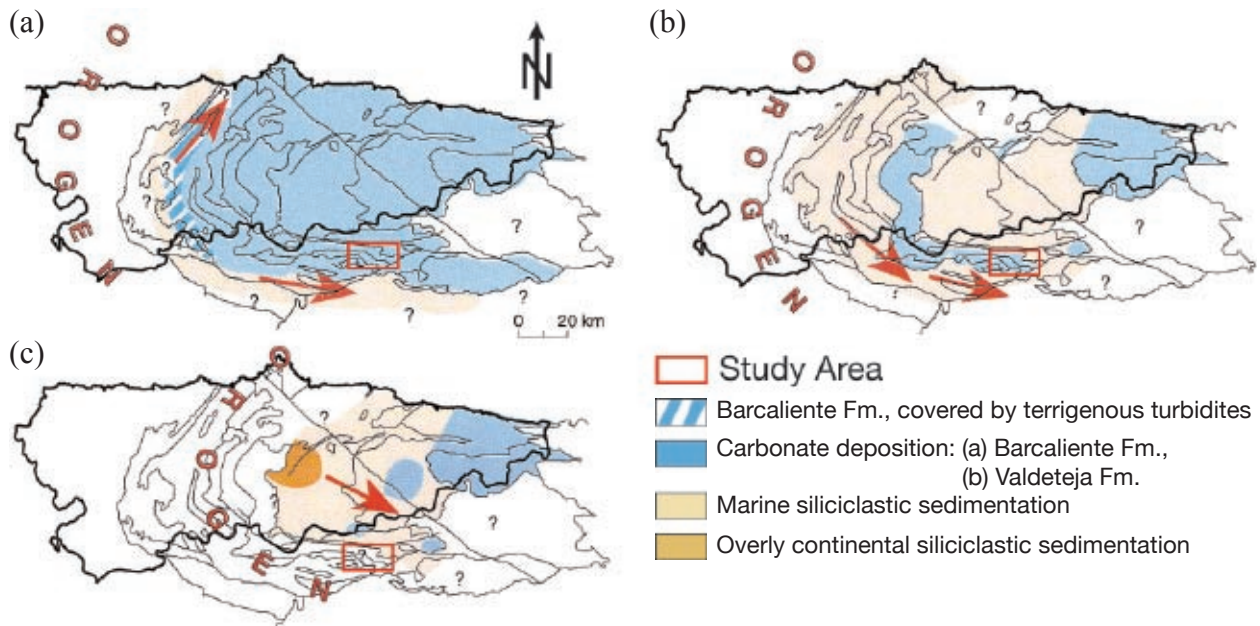 (a)
O
R
O
G
E
N
N
?
?
?
?
?
?
?
?
0 20 km
(b)
O
R
O
G
E
N
?
?
?
?
?
?
(c)
O
R
O
G
E
N
?
?
?
Study Area
Barcaliente Fm., covered by terrigenous turbidites
Carbonate deposition: (a) Barcaliente Fm.,
(b) Valdeteja Fm.
Marine siliciclastic sedimentation
Overly continental siliciclastic sedimentation